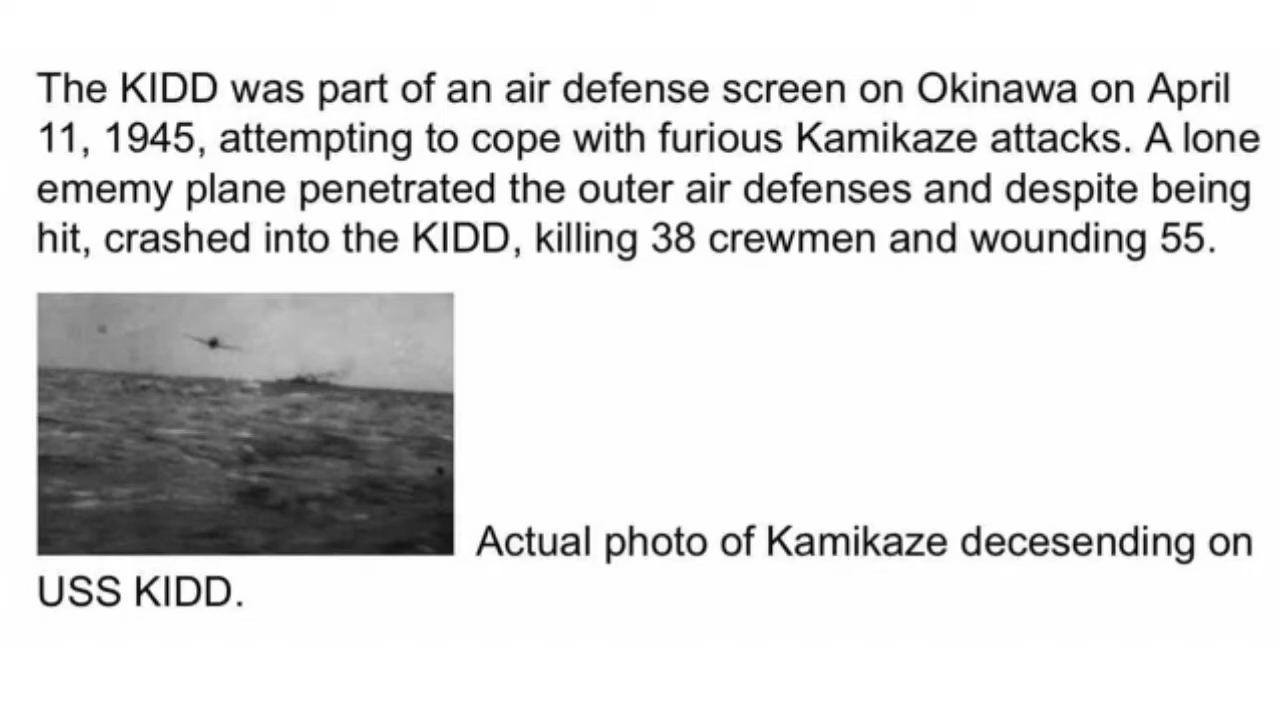 The KIDD was part of an air defense screen on Okinawa on April
11, 1945, attempting to cope with furious Kamikaze attacks. A lone
ememy plane penetrated the outer air defenses and despite being
hit, crashed into the KIDD, killing 38 crewmen and wounding 55.
Actual photo of Kamikaze decesending on
USS KIDD.